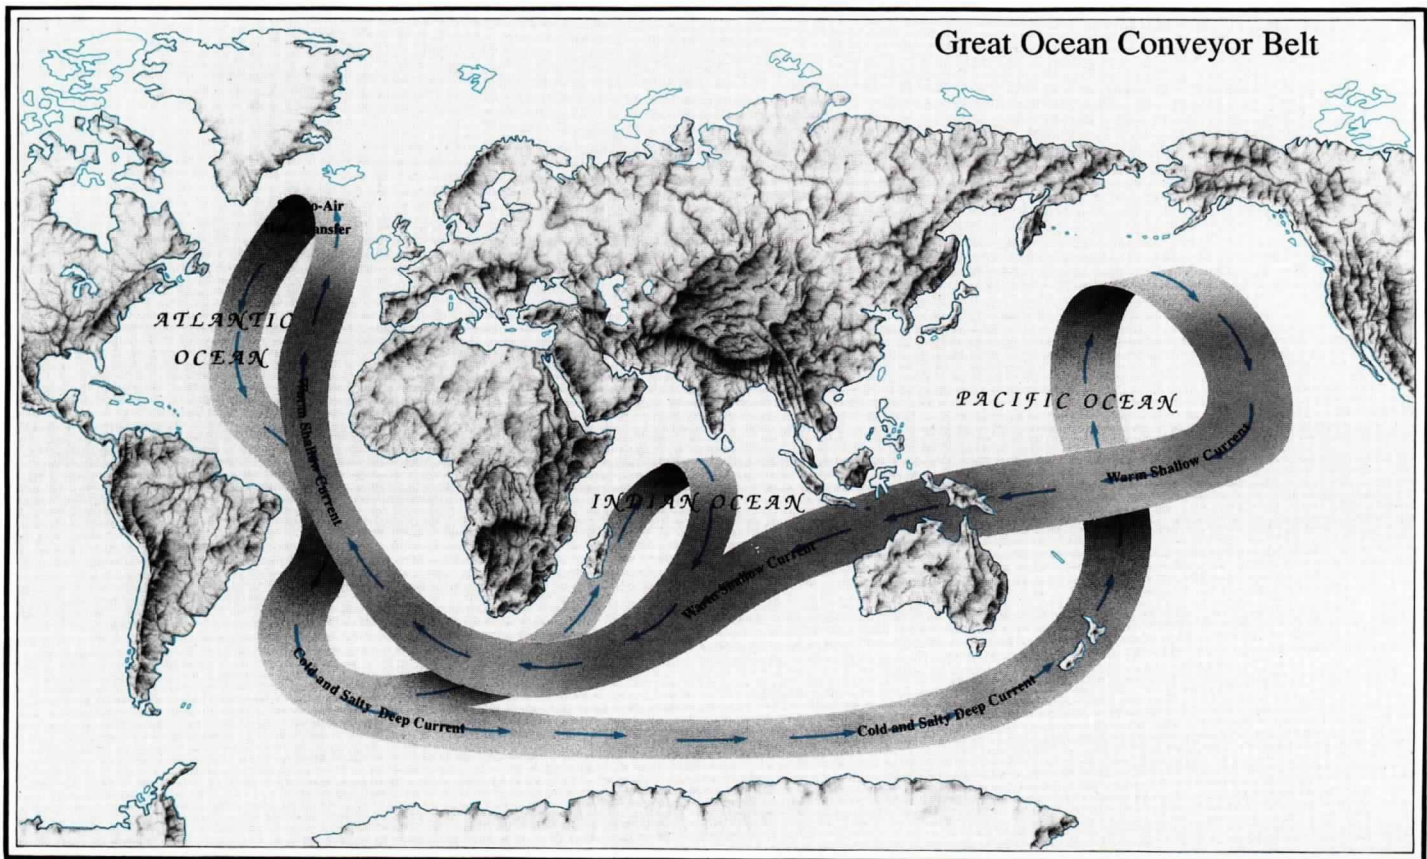 Great Ocean Conveyor Belt
-Air
ATLANTIC
OCEAN
Warm Shallow Current
PACIFIC OCEAN
Warm Shallow Current
INDIAN OCEAN
Warm Shallow Current
Cold and Salty Deep Current
Cold and Salty Deep Current